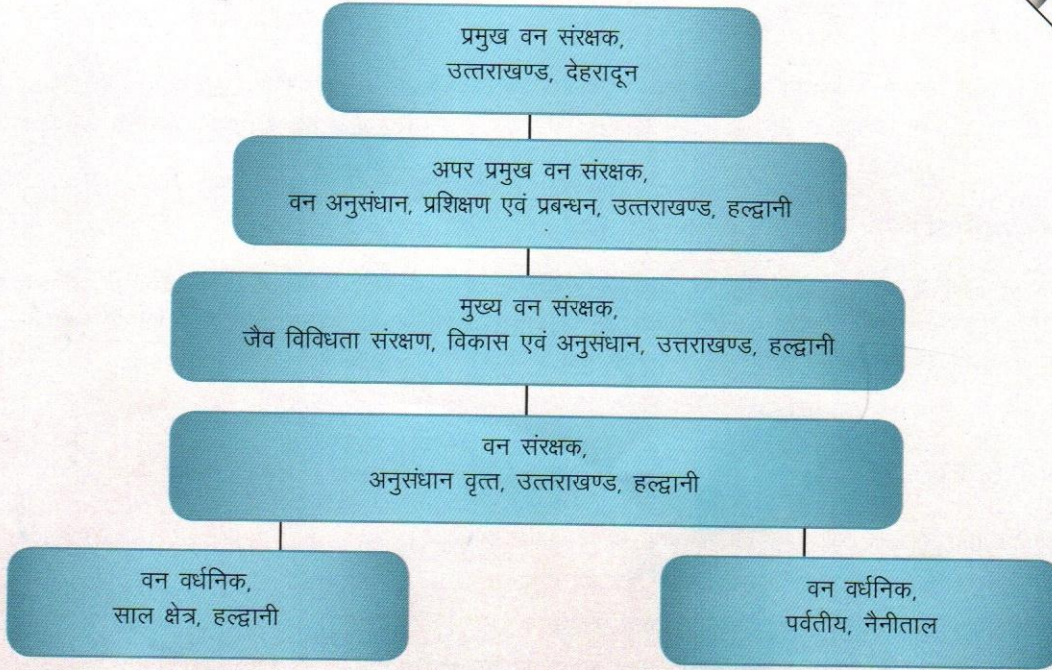 प्रमुख वन संरक्षक,
उत्तराखण्ड, देहरादून
अपर प्रमुख वन संरक्षक,
वन अनुसंधान, प्रशिक्षण एवं प्रबन्धन, उत्तराखण्ड, हल्द्वानी
मुख्य वन संरक्षक,
जैव विविधता संरक्षण, विकास एवं अनुसंधान, उत्तराखण्ड, हल्द्वानी
वन संरक्षक,
अनुसंधान वृत्त, उत्तराखण्ड, हल्द्वानी
वन वर्धनिक,
साल क्षेत्र, हल्द्वानी
वन वर्धनिक,
पर्वतीय, नैनीताल